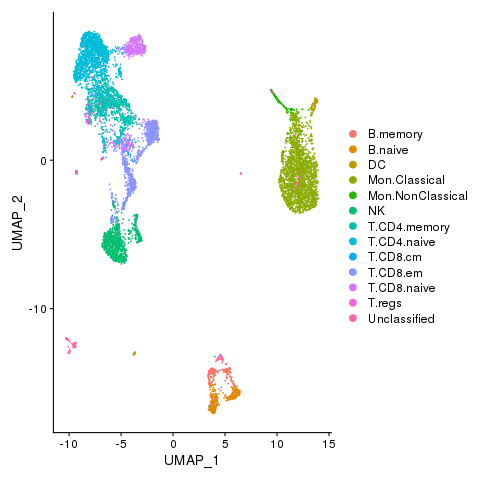 UMAP_2
0
-10
-10
-5
0
5
10
15
UMAP_1
B.memory
B.naive
DC
Mon.Classical
Mon.NonClassical
NK
T.CD4.memory
T.CD4.naive
T.CD8.cm
T.CD8.em
T.CD8.naive
T.regs
Unclassified